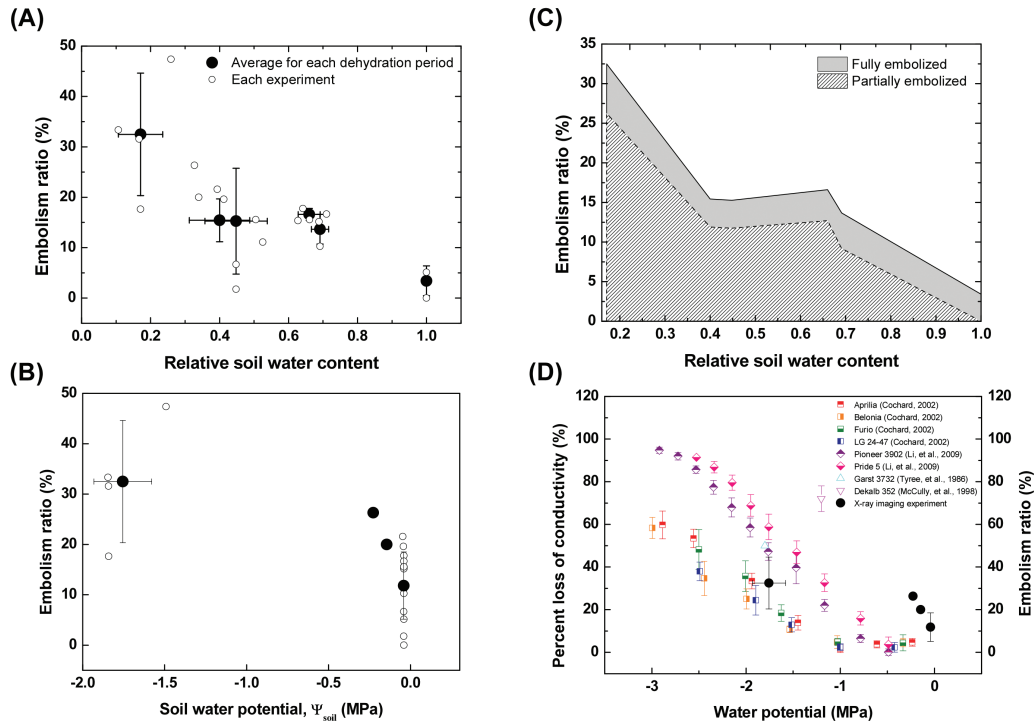 (A)
50
40
30
20
10
0
Embolism ratio (%)
Average for each dehydration period
Each experiment
0.0 0.2 0.4 0.6 0.8 1.0
Relative soil water content
(C)
35
30
25
20
15
10
5
0
Embolism ratio (%)
Fully embolized
Partially embolized
0.2 0.3 0.4 0.5 0.6 0.7 0.8 0.9 1.0
Relative soil water content
(B)
50
40
30
20
10
0
Embolism ratio (%)
-2.0 -1.5 -1.0 -0.5 0.0
Soil water potential, Ψsoil (MPa)
(D)
120
100
80
60
40
20
0
Percent loss of conductivity (%)
Aprilia (Cochard, 2002)
Belonia (Cochard, 2002)
Furio (Cochard, 2002)
LG 24-47 (Cochard, 2002)
Pioneer 3902 (Li, et al., 2009)
Pride 5 (Li, et al., 2009)
Garst 3732 (Tyree, et al., 1986)
Dekalb 352 (McCully, et al., 1998)
X-ray imaging experiment
120
100
80
60
40
20
0
Embolism ratio (%)
-3 -2 -1 0
Water potential (MPa)